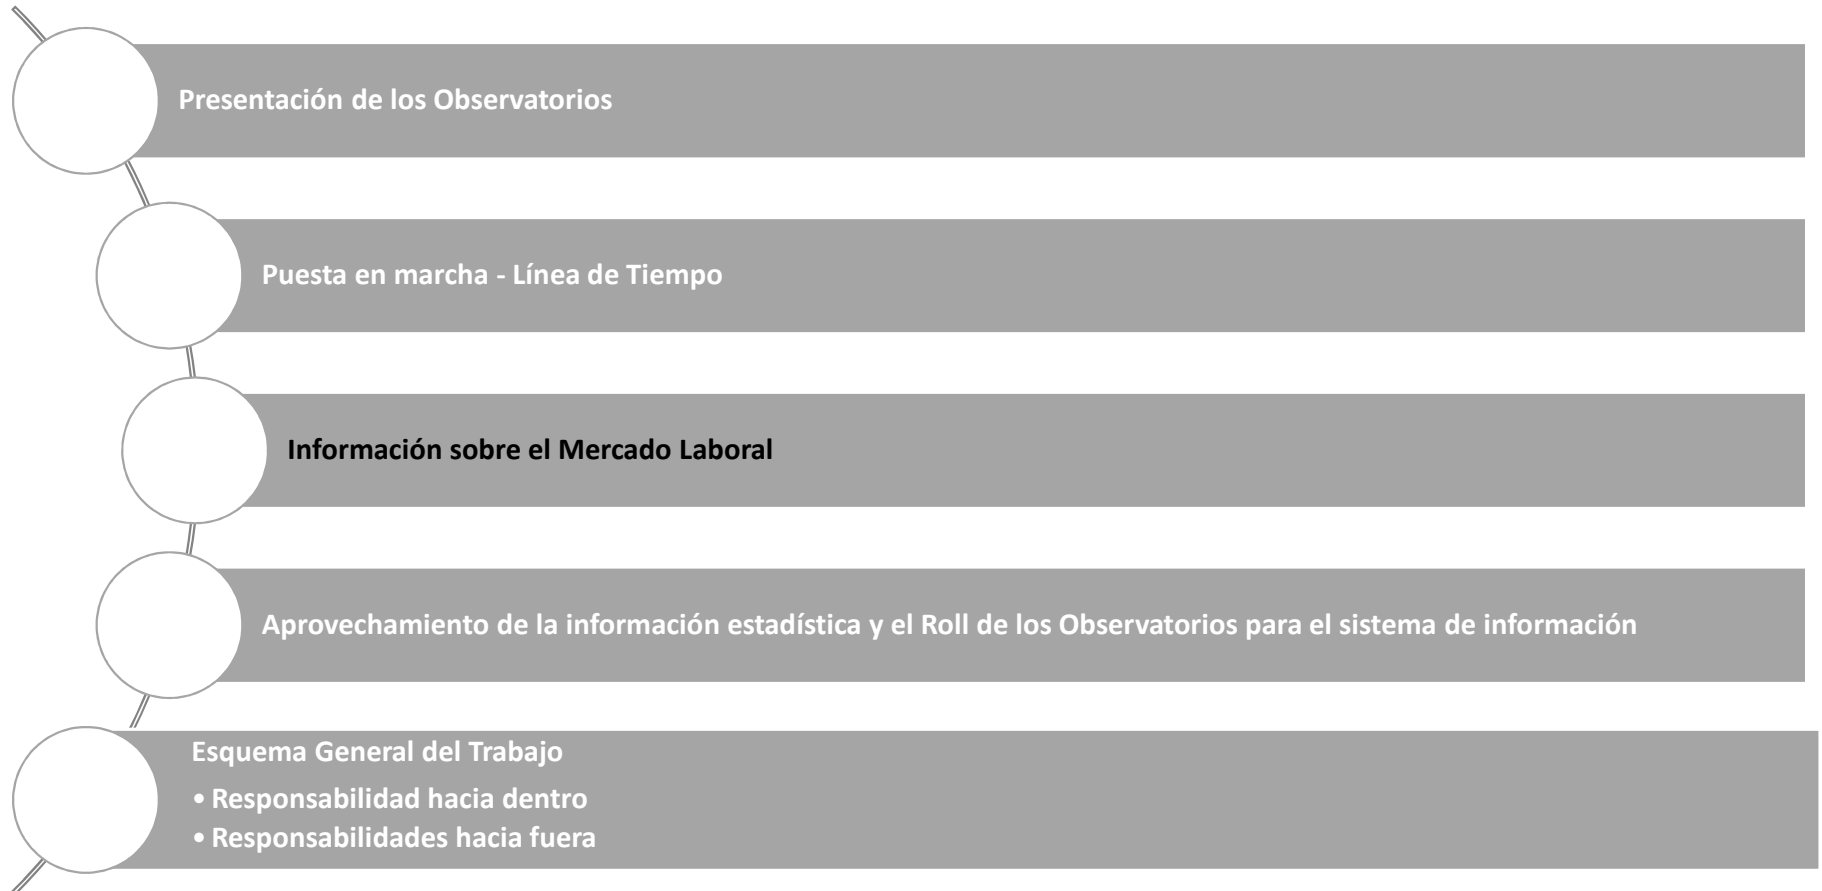 Presentación de los Observatorios
Puesta en marcha - Línea de Tiempo
Información sobre el Mercado Laboral
Aprovechamiento de la información estadística y el Roll de los Observatorios para el sistema de información
Esquema General del Trabajo
• Responsabilidad hacia dentro
• Responsabilidades hacia fuera